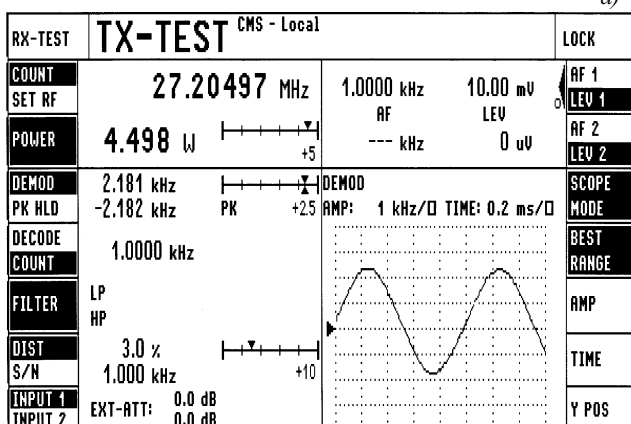 a)
RX-TEST TX-TEST CMS - Local LOCK
COUNT
SET RF
27.20497 MHz
1.0000 kHz 10.00 mV
AF LEV
AF 1
LEV 1
POWER
4.498 W
+5
--- kHz 0 uV
0
AF 2
LEV 2
DEMOD
PK HLD
2.181 kHz
-2.182 kHz PK +2.5
DEMOD
AMP: 1 kHz/□ TIME: 0.2 ms/□
SCOPE
MODE
DECODE
COUNT
1.0000 kHz
BEST
RANGE
FILTER
LP
HP
AMP
DIST
S/N
3.0 %
1.000 kHz
+10
TIME
INPUT 1
INPUT 2
EXT-ATT: 0.0 dB
0.0 dB
Y POS